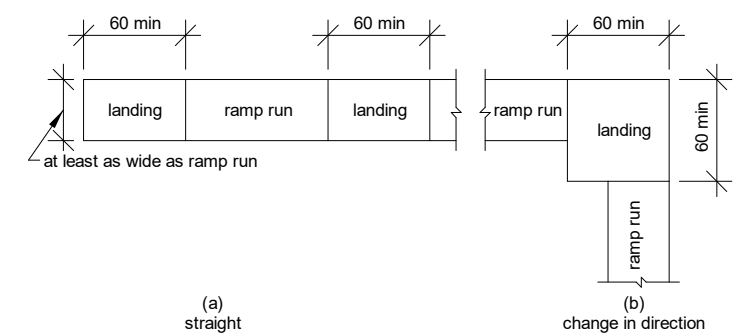 60 min
60 min
60 min
landing
ramp run
landing
ramp run
landing
60 min
at least as wide as ramp run
ramp run
(a)
straight
(b)
change in direction